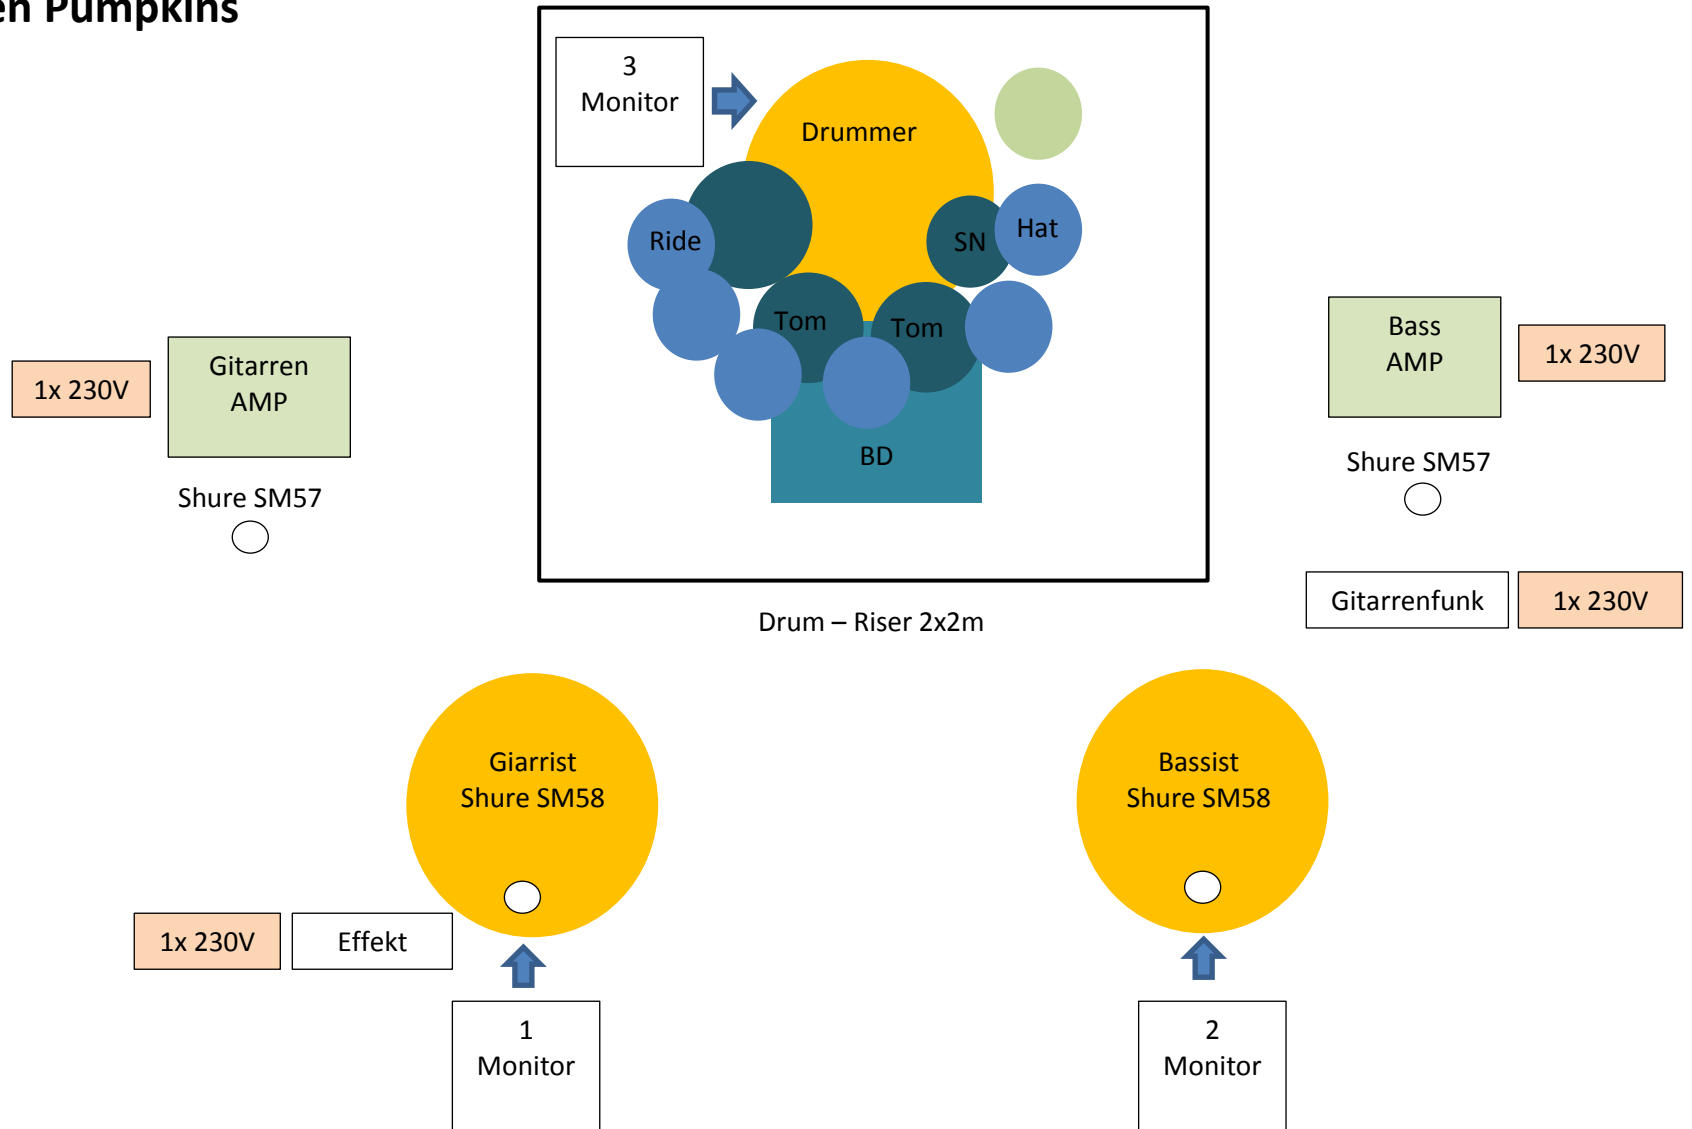 en Pumpkins
3
Monitor
Drummer
Ride
SN
Hat
Tom
Tom
BD
Gitarren
AMP
1x 230V
Shure SM57
Bass
AMP
1x 230V
Shure SM57
Gitarrenfunk
1x 230V
Drum – Riser 2x2m
Giarrist
Shure SM58
Bassist
Shure SM58
1x 230V
Effekt
1
Monitor
2
Monitor